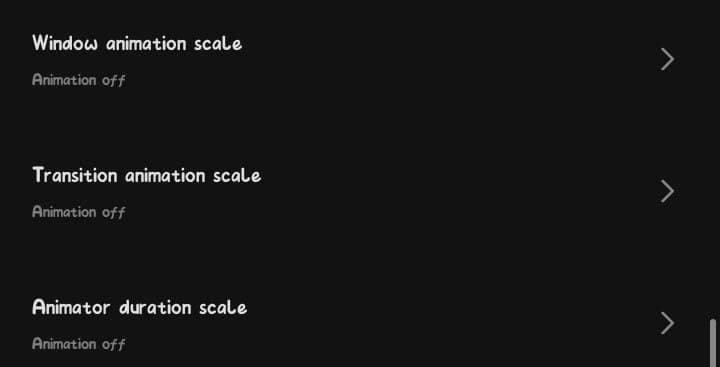 Window animation scale
Animation off
Transition animation scale
Animation off
Animator duration scale
Animation off